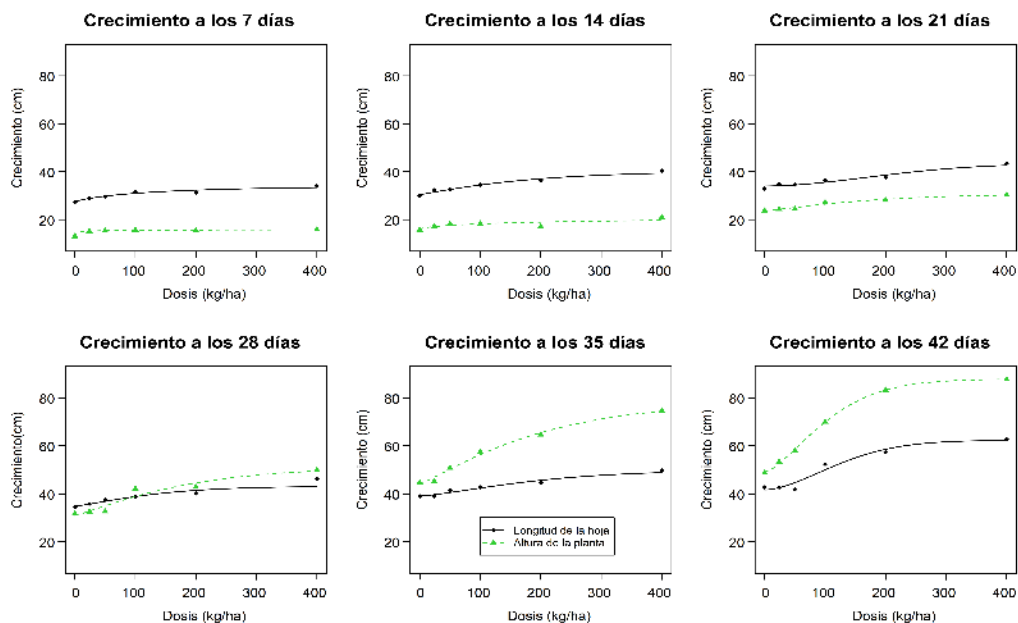 Crecimiento a los 7 días
Crecimiento (cm)
80
60
40
20
0 100 200 300 400
Dosis (kg/ha)
Crecimiento a los 14 días
Crecimiento (cm)
80
60
40
20
0 100 200 300 400
Dosis (kg/ha)
Crecimiento a los 21 días
Crecimiento (cm)
80
60
40
20
0 100 200 300 400
Dosis (kg/ha)
Crecimiento a los 28 días
Crecimiento(cm)
80
60
40
20
0 100 200 300 400
Dosis (kg/ha)
Crecimiento a los 35 días
Crecimiento (cm)
80
60
40
20
Longitud de la hoja
Altura de la planta
0 100 200 300 400
Dosis (kg/ha)
Crecimiento a los 42 días
Crecimiento (cm)
80
60
40
20
0 100 200 300 400
Dosis (kg/ha)